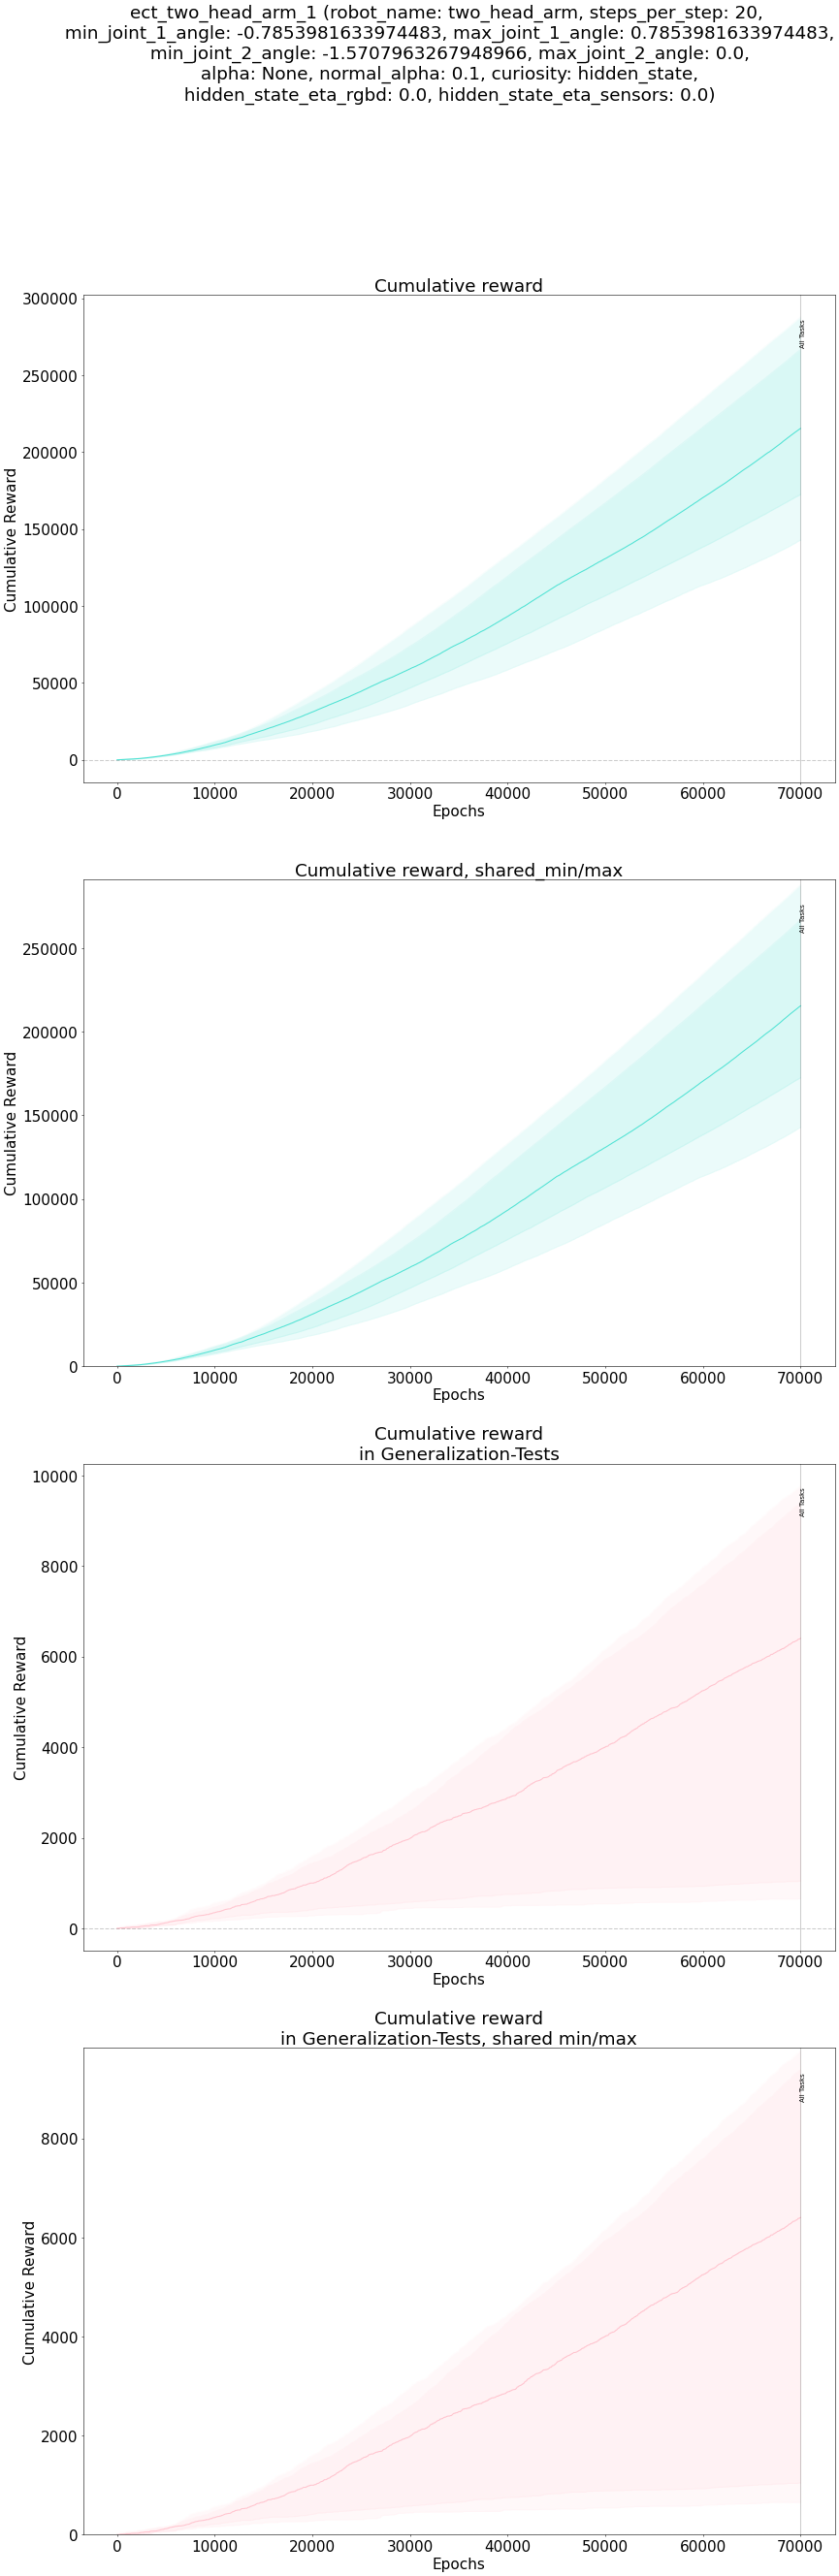 ect_two_head_arm_1 (robot_name: two_head_arm, steps_per_step: 20,
min_joint_1_angle: -0.7853981633974483, max_joint_1_angle: 0.7853981633974483,
min_joint_2_angle: -1.5707963267948966, max_joint_2_angle: 0.0,
alpha: None, normal_alpha: 0.1, curiosity: hidden_state,
hidden_state_eta_rgbd: 0.0, hidden_state_eta_sensors: 0.0)
Cumulative reward
300000
250000
200000
150000
100000
50000
0
Cumulative Reward
All Tasks
0 10000 20000 30000 40000 50000 60000 70000
Epochs
Cumulative reward, shared_min/max
250000
200000
150000
100000
50000
0
Cumulative Reward
All Tasks
0 10000 20000 30000 40000 50000 60000 70000
Epochs
Cumulative reward
in Generalization-Tests
10000
8000
6000
4000
2000
0
Cumulative Reward
All Tasks
0 10000 20000 30000 40000 50000 60000 70000
Epochs
Cumulative reward
in Generalization-Tests, shared min/max
8000
6000
4000
2000
0
Cumulative Reward
All Tasks
0 10000 20000 30000 40000 50000 60000 70000
Epochs